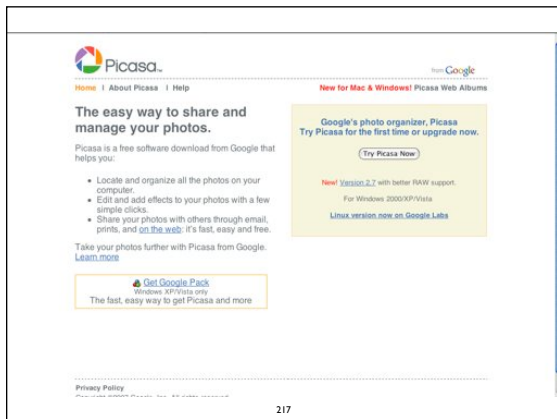 Picasa™
from Google
Home | About Picasa | Help
New for Mac & Windows! Picasa Web Albums
The easy way to share and
manage your photos.
Picasa is a free software download from Google that
helps you:
Locate and organize all the photos on your
computer.
Edit and add effects to your photos with a few
simple clicks.
Share your photos with others through email,
prints, and on the web: it's fast, easy and free.
Take your photos further with Picasa from Google.
Learn more
Get Google Pack
Windows XP/Vista only
The fast, easy way to get Picasa and more
Google's photo organizer, Picasa
Try Picasa for the first time or upgrade now.
Try Picasa Now
New! Version 2.7 with better RAW support.
For Windows 2000/XP/Vista
Linux version now on Google Labs
Privacy Policy
217